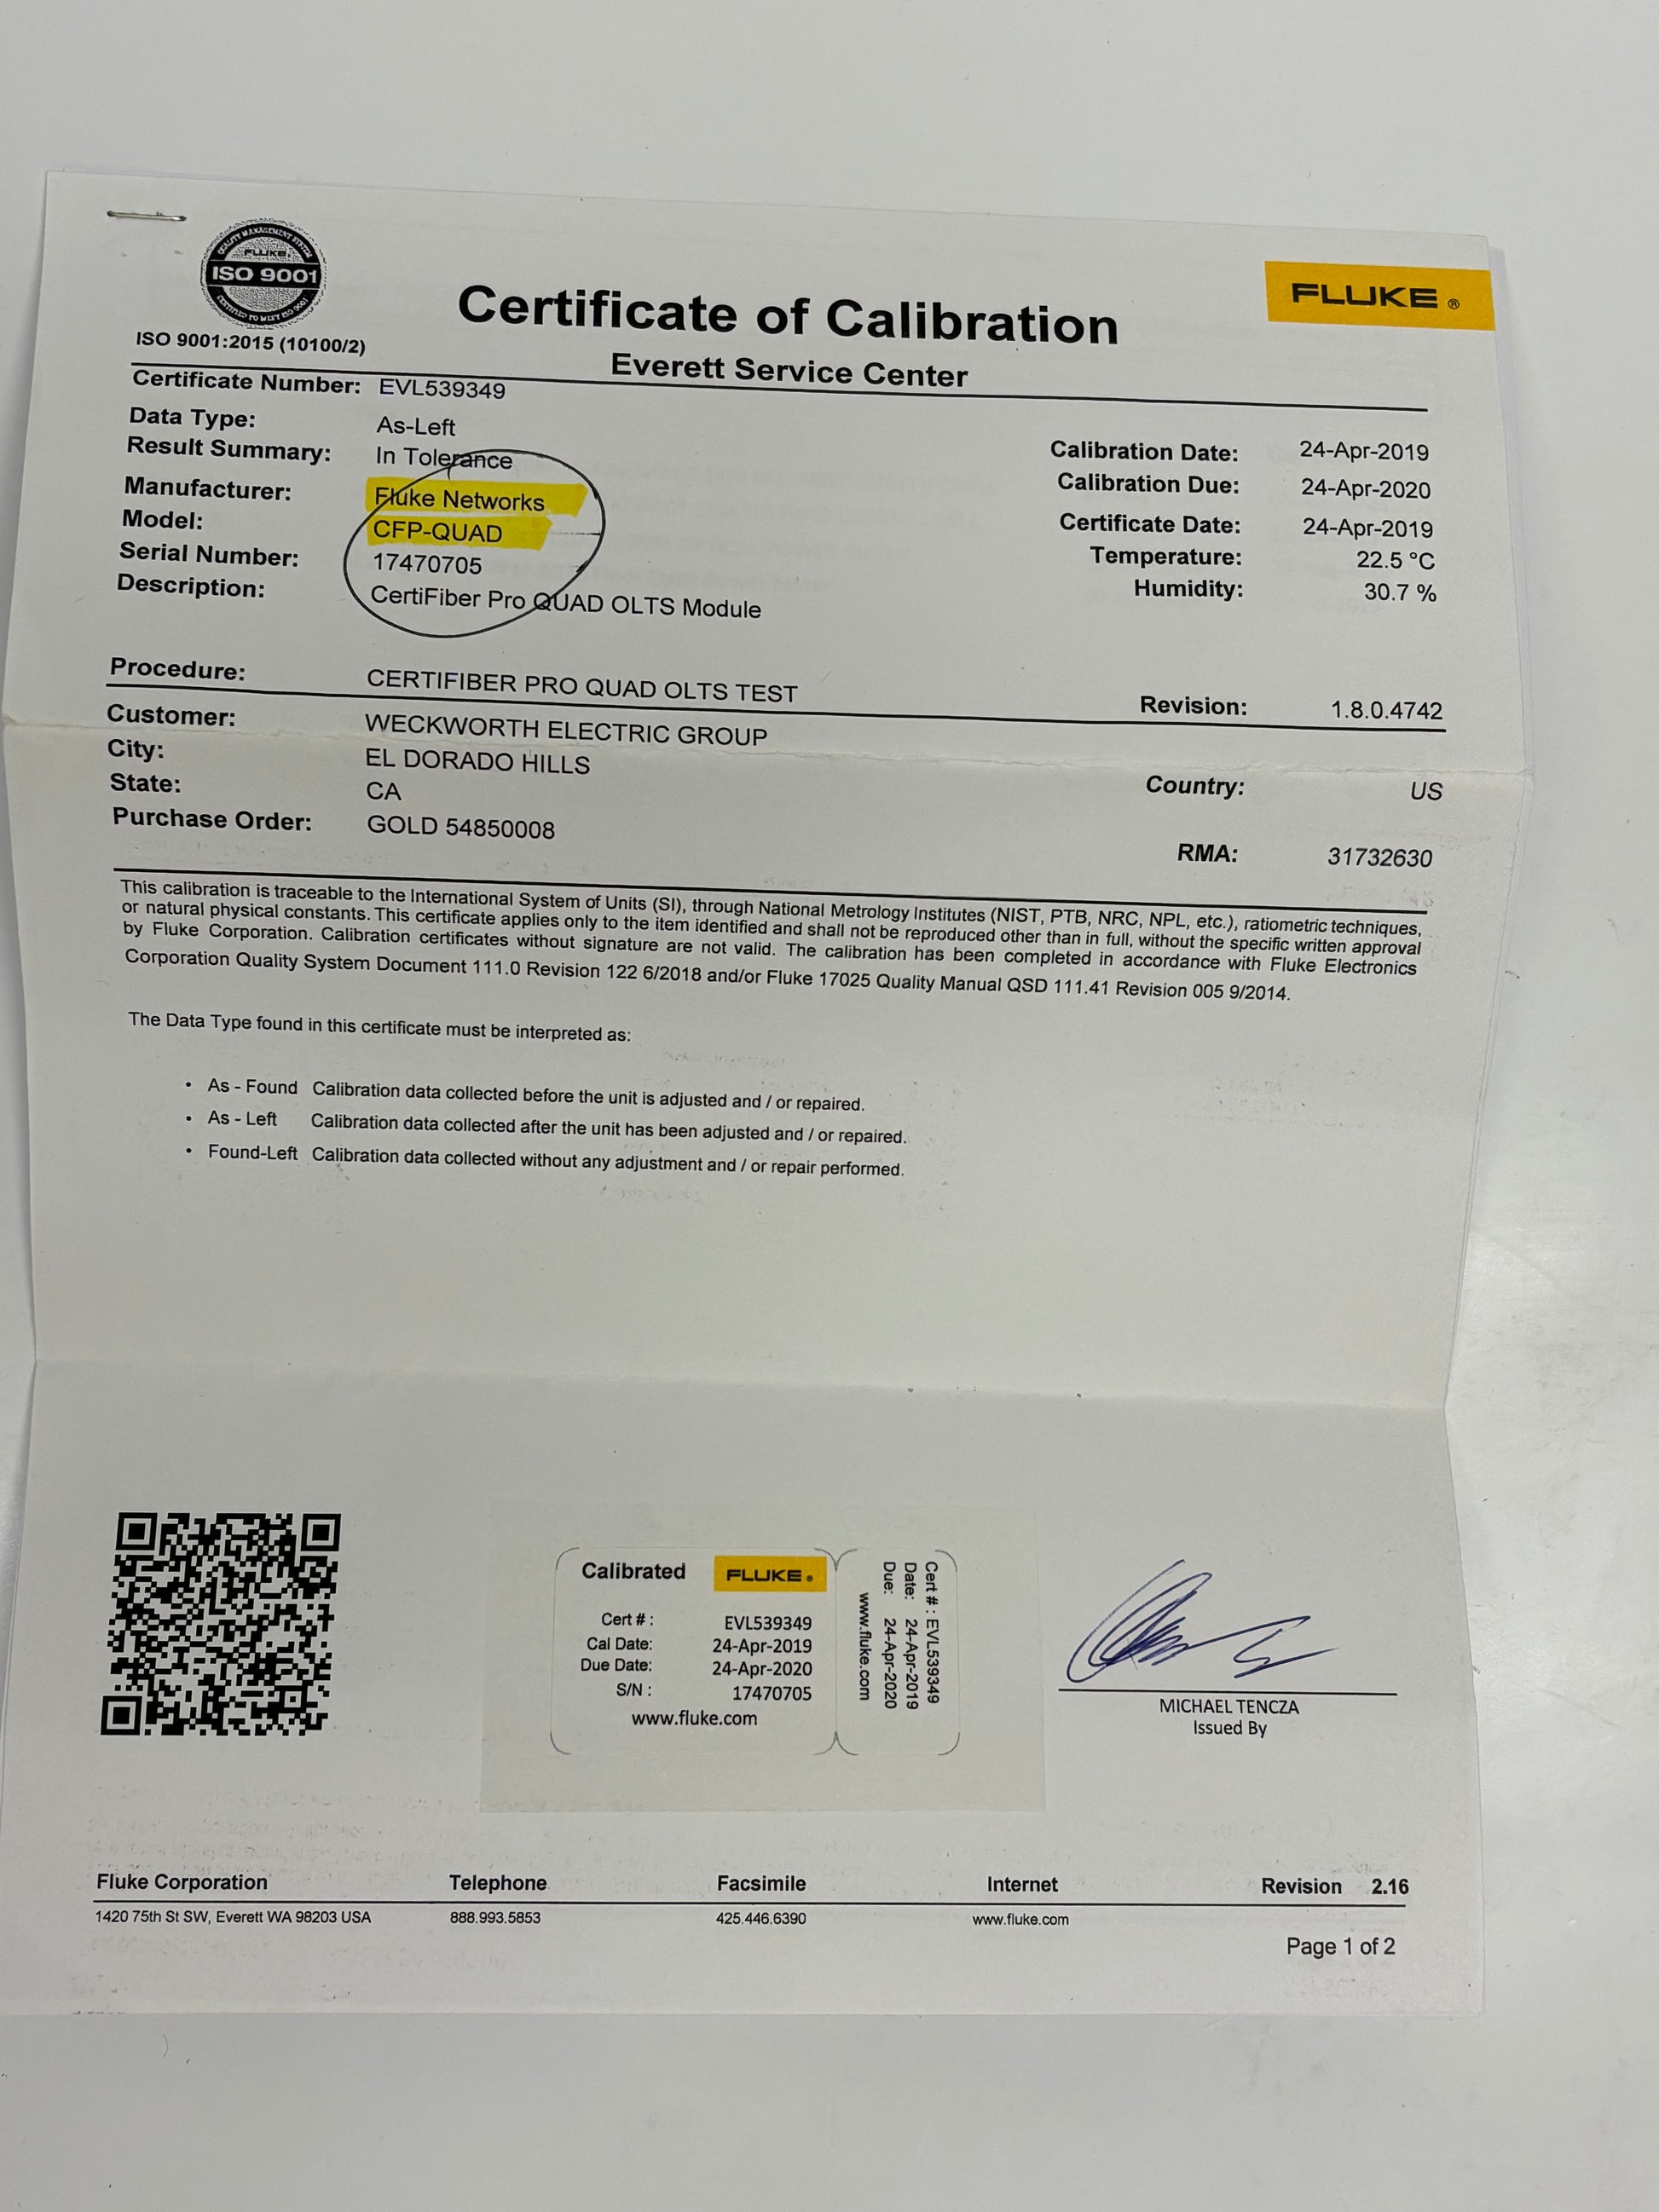 QUALITY MANAGEMENT SYSTEM
FLUKE
ISO 9001
CERTIFIED TO MEET ISO 9001
ISO 9001:2015 (10100/2)
FLUKE ®
Certificate of Calibration
Everett Service Center
Certificate Number: EVL539349
Data Type: As-Left
Result Summary: In Tolerance
Manufacturer: Fluke Networks
Model: CFP-QUAD
Serial Number: 17470705
Description: CertiFiber Pro QUAD OLTS Module
Calibration Date: 24-Apr-2019
Calibration Due: 24-Apr-2020
Certificate Date: 24-Apr-2019
Temperature: 22.5 °C
Humidity: 30.7 %
Procedure: CERTIFIBER PRO QUAD OLTS TEST
Revision: 1.8.0.4742
Customer: WECKWORTH ELECTRIC GROUP
City: EL DORADO HILLS
State: CA
Country: US
Purchase Order: GOLD 54850008
RMA: 31732630
This calibration is traceable to the International System of Units (SI), through National Metrology Institutes (NIST, PTB, NRC, NPL, etc.), ratiometric techniques,
or natural physical constants. This certificate applies only to the item identified and shall not be reproduced other than in full, without the specific written approval
by Fluke Corporation. Calibration certificates without signature are not valid. The calibration has been completed in accordance with Fluke Electronics
Corporation Quality System Document 111.0 Revision 122 6/2018 and/or Fluke 17025 Quality Manual QSD 111.41 Revision 005 9/2014.
The Data Type found in this certificate must be interpreted as:
• As - Found Calibration data collected before the unit is adjusted and / or repaired.
• As - Left Calibration data collected after the unit has been adjusted and / or repaired.
• Found-Left Calibration data collected without any adjustment and / or repair performed.
Calibrated FLUKE ®
Cert # : EVL539349
Cal Date: 24-Apr-2019
Due Date: 24-Apr-2020
S/N : 17470705
www.fluke.com
Cert # : EVL539349
Date: 24-Apr-2019
Due: 24-Apr-2020
www.fluke.com
MICHAEL TENCZA
Issued By
Fluke Corporation Telephone Facsimile Internet Revision 2.16
1420 75th St SW, Everett WA 98203 USA 888.993.5853 425.446.6390 www.fluke.com
Page 1 of 2